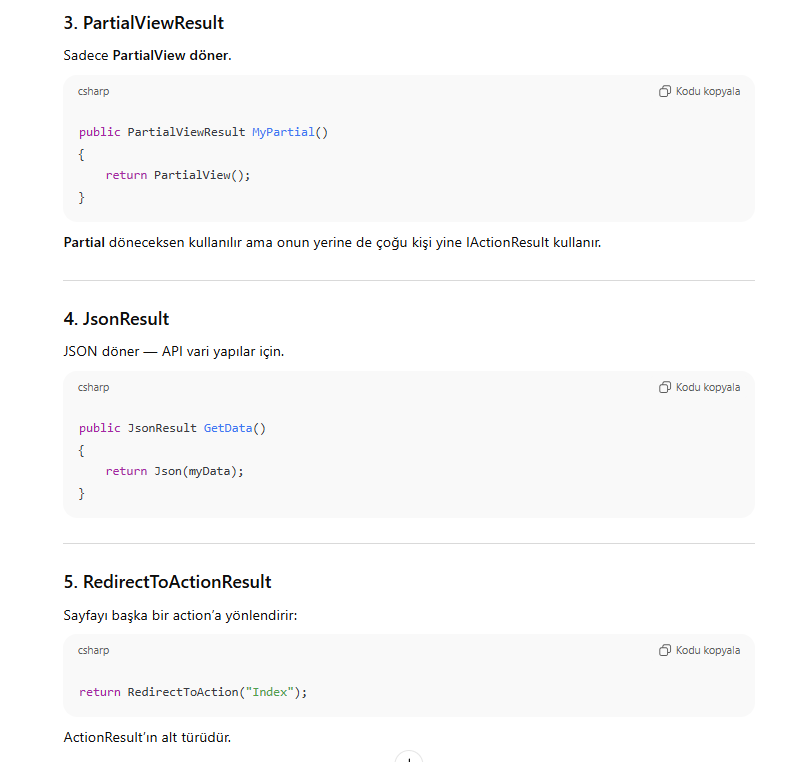 3. PartialViewResult
Sadece PartialView döner.
csharp
Kodu kopyala
public PartialViewResult MyPartial()
{
    return PartialView();
}
Partial döneceksen kullanılır ama onun yerine de çoğu kişi yine IActionResult kullanır.
4. JsonResult
JSON döner — API vari yapılar için.
csharp
Kodu kopyala
public JsonResult GetData()
{
    return Json(myData);
}
5. RedirectToActionResult
Sayfayı başka bir action’a yönlendirir:
csharp
Kodu kopyala
return RedirectToAction("Index");
ActionResult’ın alt türüdür.